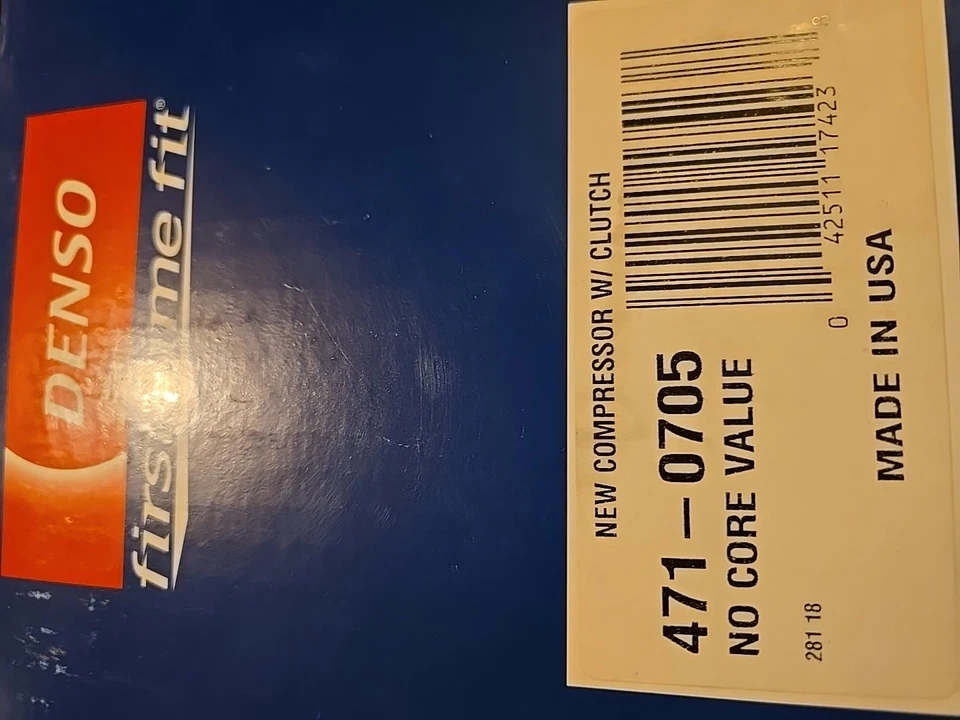 DENSO
first time fit®
NEW COMPRESSOR W/ CLUTCH
471-0705
NO CORE VALUE
0 42511 17423 8
281 18
MADE IN USA